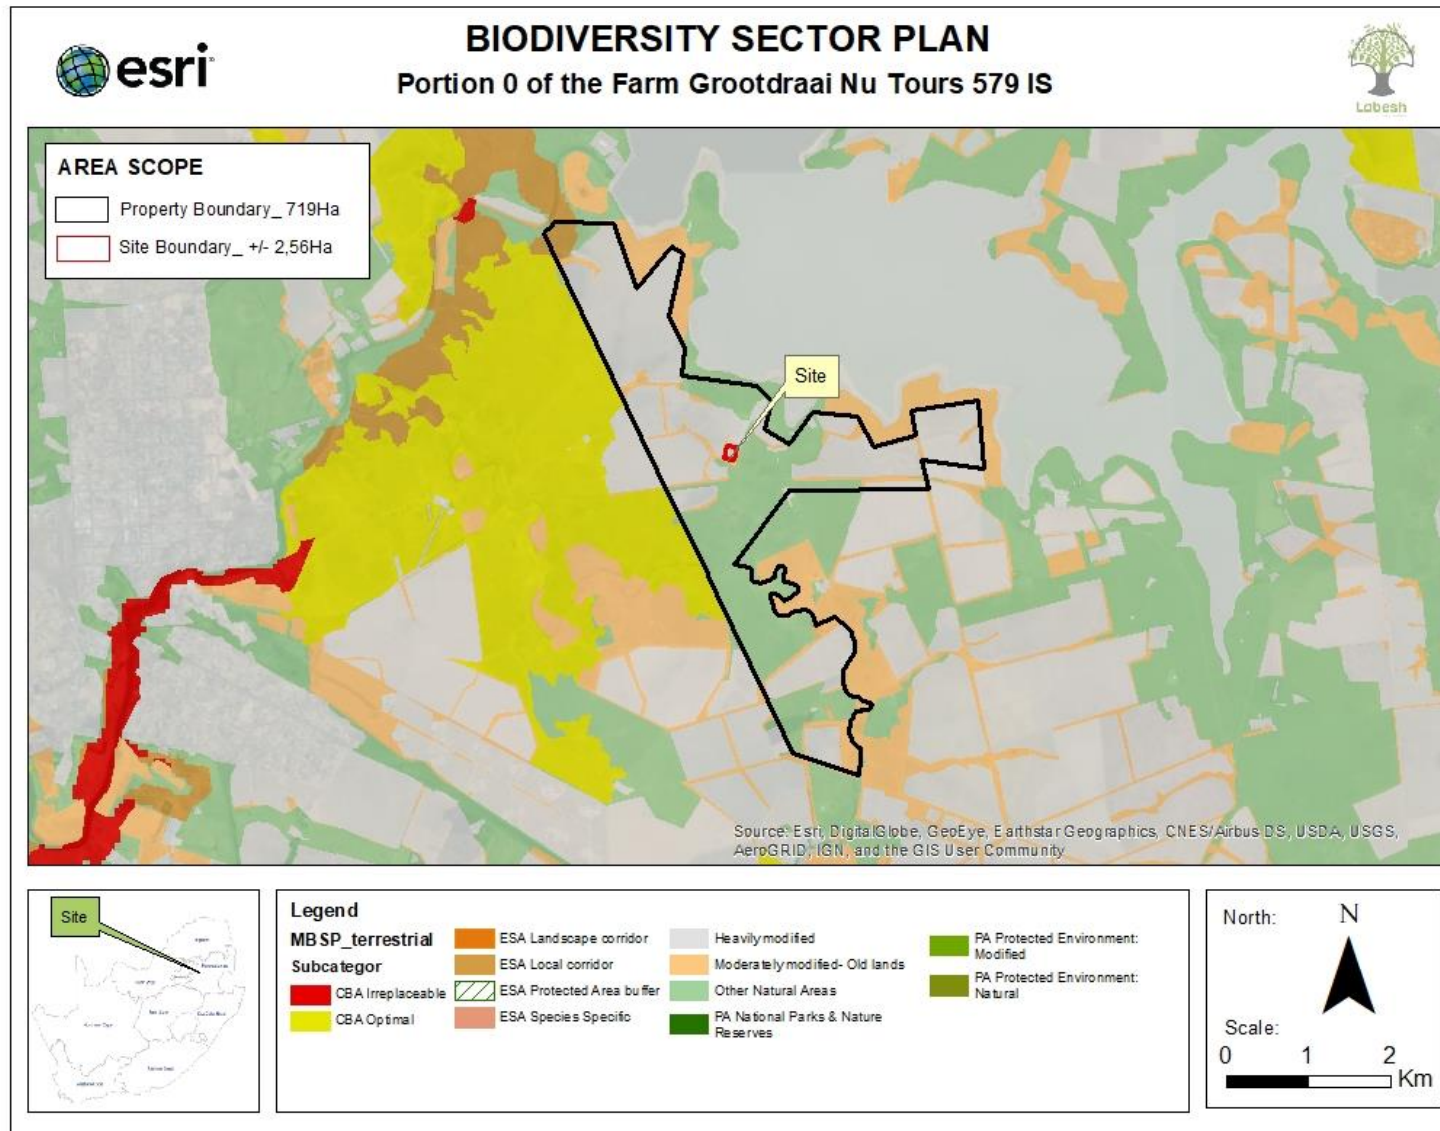 esri
BIODIVERSITY SECTOR PLAN
Portion 0 of the Farm Grootdraai Nu Tours 579 IS
Labesh
AREA SCOPE
Property Boundary_ 719Ha
Site Boundary_ +/- 2,56Ha
Site
Source: Esri, DigitalGlobe, GeoEye, Earthstar Geographics, CNES/Airbus DS, USDA, USGS,
AeroGRID, IGN, and the GIS User Community
Site
Legend
MBSP_terrestrial
Subcategor
CBA Irreplaceable
CBA Optimal
ESA Landscape corridor
ESA Local corridor
ESA Protected Area buffer
ESA Species Specific
Heavily modified
Moderately modified- Old lands
Other Natural Areas
PA National Parks & Nature
Reserves
PA Protected Environment:
Modified
PA Protected Environment:
Natural
North:
N
Scale:
0 1 2
Km